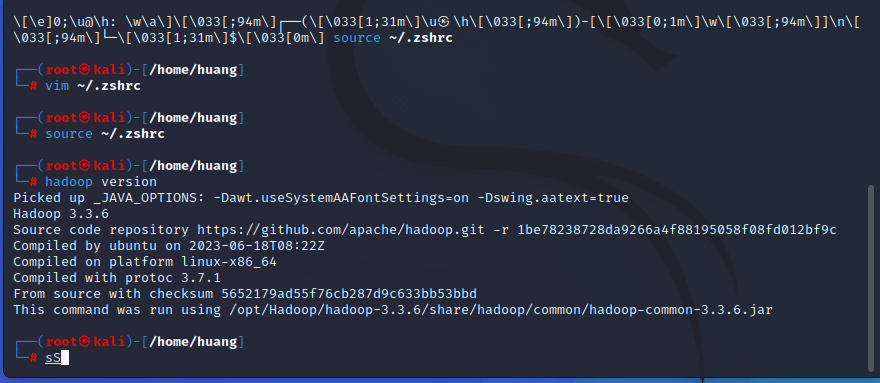 \[\e]0;\u@\h: \w\a\]\[\033[;94m\]┌──(\[\033[1;31m\]\u㉿\h\[\033[;94m\])-[\[\033[0;1m\]\w\[\033[;94m\]]\n\[
\033[;94m\]└─\[\033[1;31m\]$\[\033[0m\] source ~/.zshrc
┌──(root㉿kali)-[/home/huang]
└─# vim ~/.zshrc
┌──(root㉿kali)-[/home/huang]
└─# source ~/.zshrc
┌──(root㉿kali)-[/home/huang]
└─# hadoop version
Picked up _JAVA_OPTIONS: -Dawt.useSystemAAFontSettings=on -Dswing.aatext=true
Hadoop 3.3.6
Source code repository https://github.com/apache/hadoop.git -r 1be78238728da9266a4f88195058f08fd012bf9c
Compiled by ubuntu on 2023-06-18T08:22Z
Compiled on platform linux-x86_64
Compiled with protoc 3.7.1
From source with checksum 5652179ad55f76cb287d9c633bb53bbd
This command was run using /opt/Hadoop/hadoop-3.3.6/share/hadoop/common/hadoop-common-3.3.6.jar
┌──(root㉿kali)-[/home/huang]
└─# sS